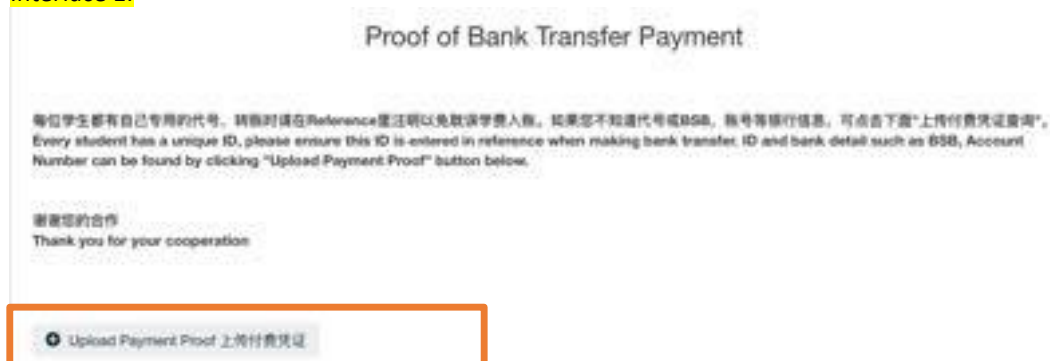 Proof of Bank Transfer Payment
每位学生都有自己专用的代号，转账时请在Reference里注明以免耽误学费入账，如果您不知道代号或BSB，账号等银行信息，可点击下面"上传付费凭证查询"。
Every student has a unique ID, please ensure this ID is entered in reference when making bank transfer. ID and bank detail such as BSB, Account
Number can be found by clicking "Upload Payment Proof" button below.
谢谢您的合作
Thank you for your cooperation
Upload Payment Proof 上传付费凭证